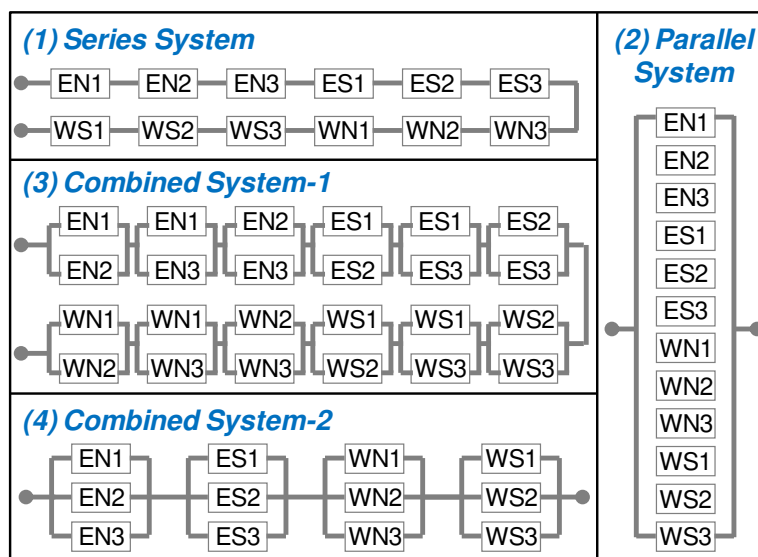 (1) Series System
EN1 EN2 EN3 ES1 ES2 ES3
WS1 WS2 WS3 WN1 WN2 WN3
(2) Parallel
System
EN1
EN2
EN3
ES1
ES2
ES3
WN1
WN2
WN3
WS1
WS2
WS3
(3) Combined System-1
EN1 EN1 EN2 ES1 ES1 ES2
EN2 EN3 EN3 ES2 ES3 ES3
WN1 WN1 WN2 WS1 WS1 WS2
WN2 WN3 WN3 WS2 WS3 WS3
(4) Combined System-2
EN1 ES1 WN1 WS1
EN2 ES2 WN2 WS2
EN3 ES3 WN3 WS3